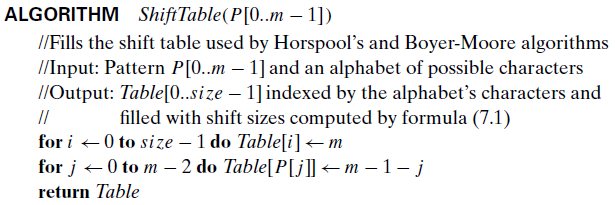 ALGORITHM ShiftTable(P[0..m − 1])
//Fills the shift table used by Horspool’s and Boyer-Moore algorithms
//Input: Pattern P[0..m − 1] and an alphabet of possible characters
//Output: Table[0..size − 1] indexed by the alphabet’s characters and
// filled with shift sizes computed by formula (7.1)
for i ← 0 to size − 1 do Table[i] ← m
for j ← 0 to m − 2 do Table[P[j]] ← m − 1 − j
return Table